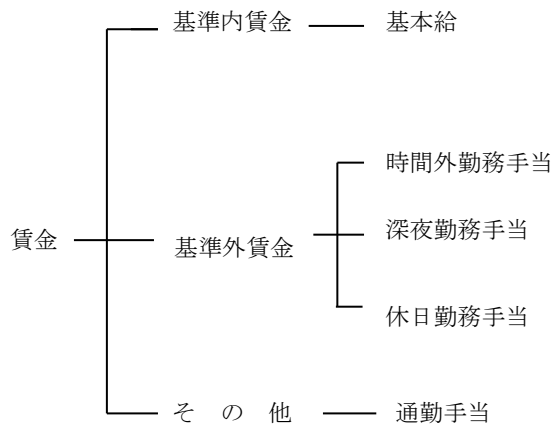 基準内賃金
基本給
時間外勤務手当
深夜勤務手当
賃金
基準外賃金
休日勤務手当
そ の 他
通勤手当